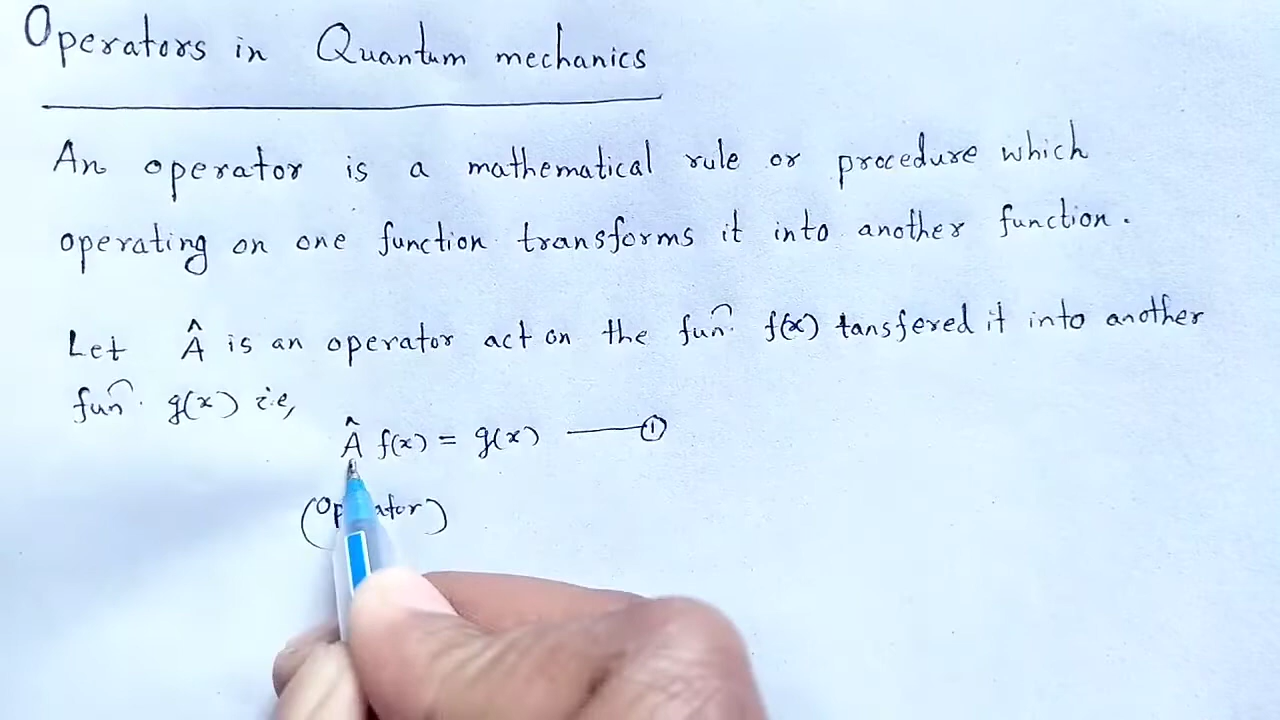 Operators in Quantum mechanics
An operator is a mathematical rule or procedure which
operating on one function transforms it into another function.
Let Â is an operator act on the fun. f(x) tansfered it into another
fun. g(x) i.e,
Â f(x) = g(x) —— ①